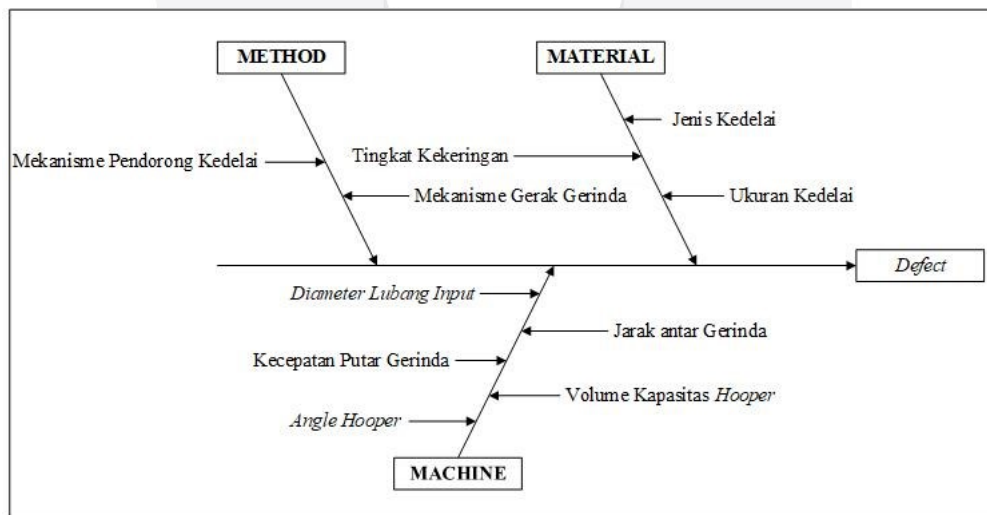 METHOD
MATERIAL
Jenis Kedelai
Mekanisme Pendorong Kedelai
Tingkat Kekeringan
Mekanisme Gerak Gerinda
Ukuran Kedelai
Defect
Diameter Lubang Input
Jarak antar Gerinda
Kecepatan Putar Gerinda
Volume Kapasitas Hooper
Angle Hooper
MACHINE